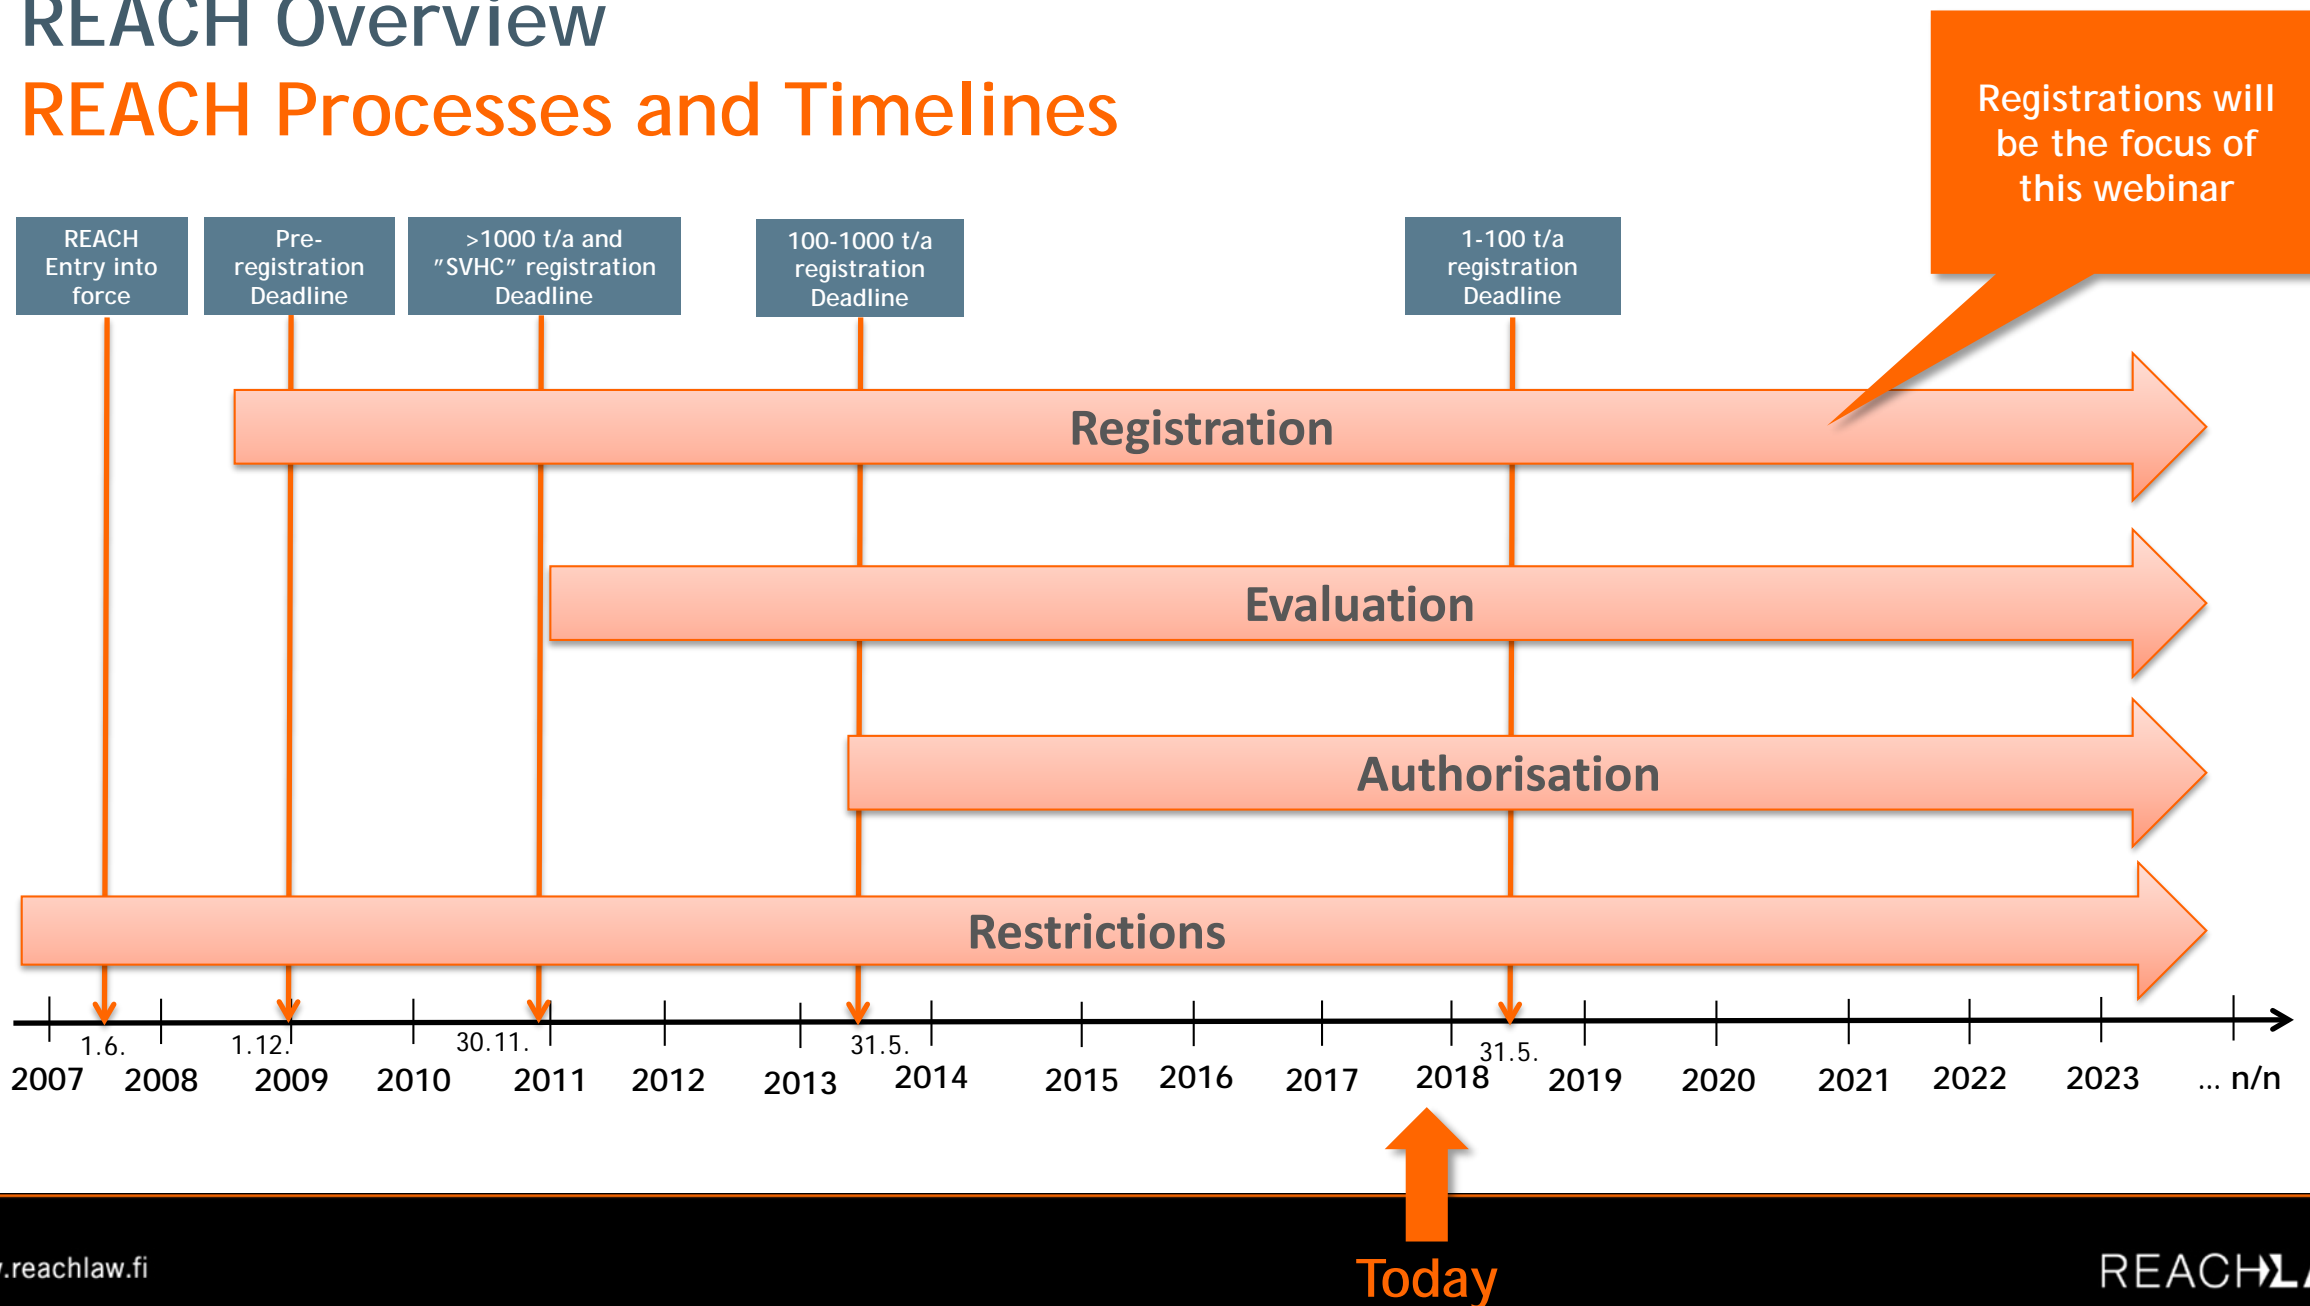 REACH Overview
REACH Processes and Timelines
Registrations will
be the focus of
this webinar
REACH
Entry into
force
Pre-
registration
Deadline
>1000 t/a and
"SVHC" registration
Deadline
100-1000 t/a
registration
Deadline
1-100 t/a
registration
Deadline
Registration
Evaluation
Authorisation
Restrictions
1.6.
1.12.
30.11.
31.5.
31.5.
2007 2008 2009 2010 2011 2012 2013 2014 2015 2016 2017 2018 2019 2020 2021 2022 2023 ... n/n
Today
.reachlaw.fi
REACHL